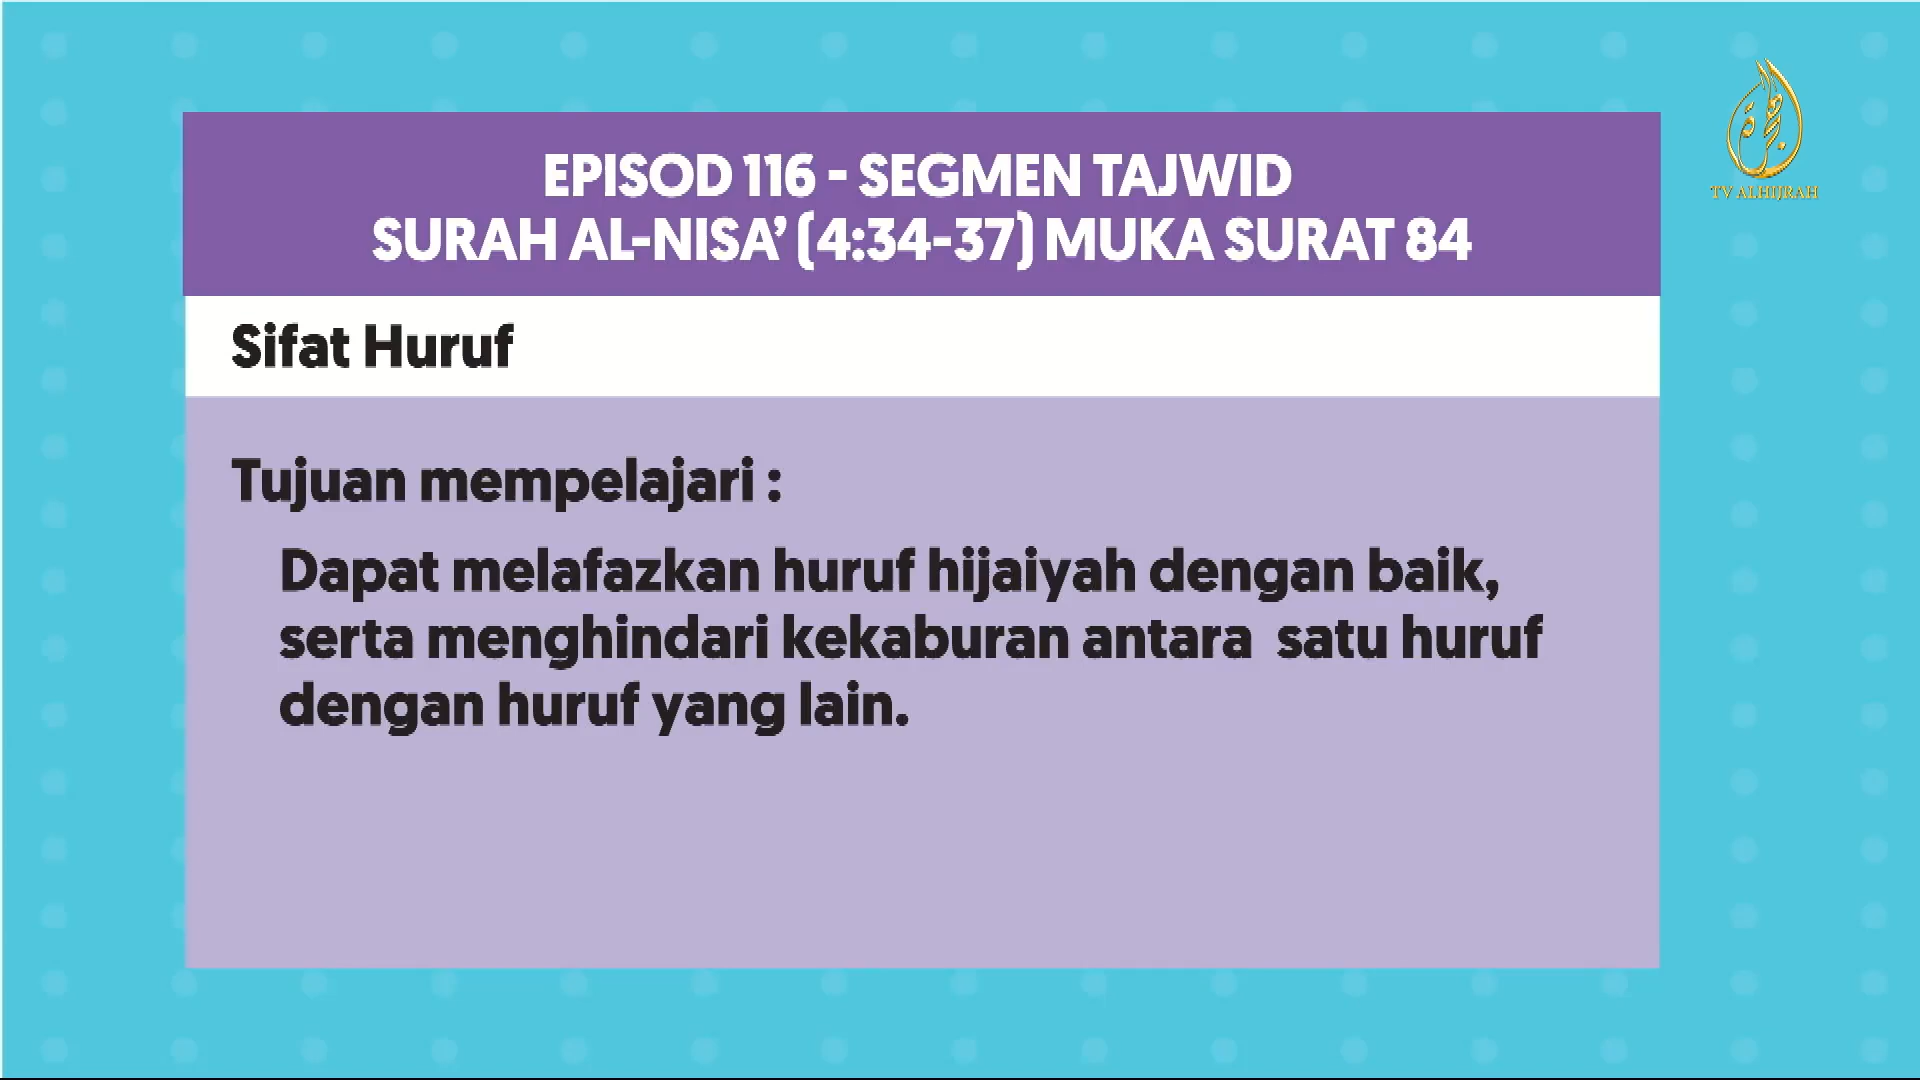 EPISOD 116 - SEGMEN TAJWID
SURAH AL-NISA’ (4:34-37) MUKA SURAT 84
TV ALHIJRAH
Sifat Huruf
Tujuan mempelajari :
Dapat melafazkan huruf hijaiyah dengan baik,
serta menghindari kekaburan antara  satu huruf
dengan huruf yang lain.